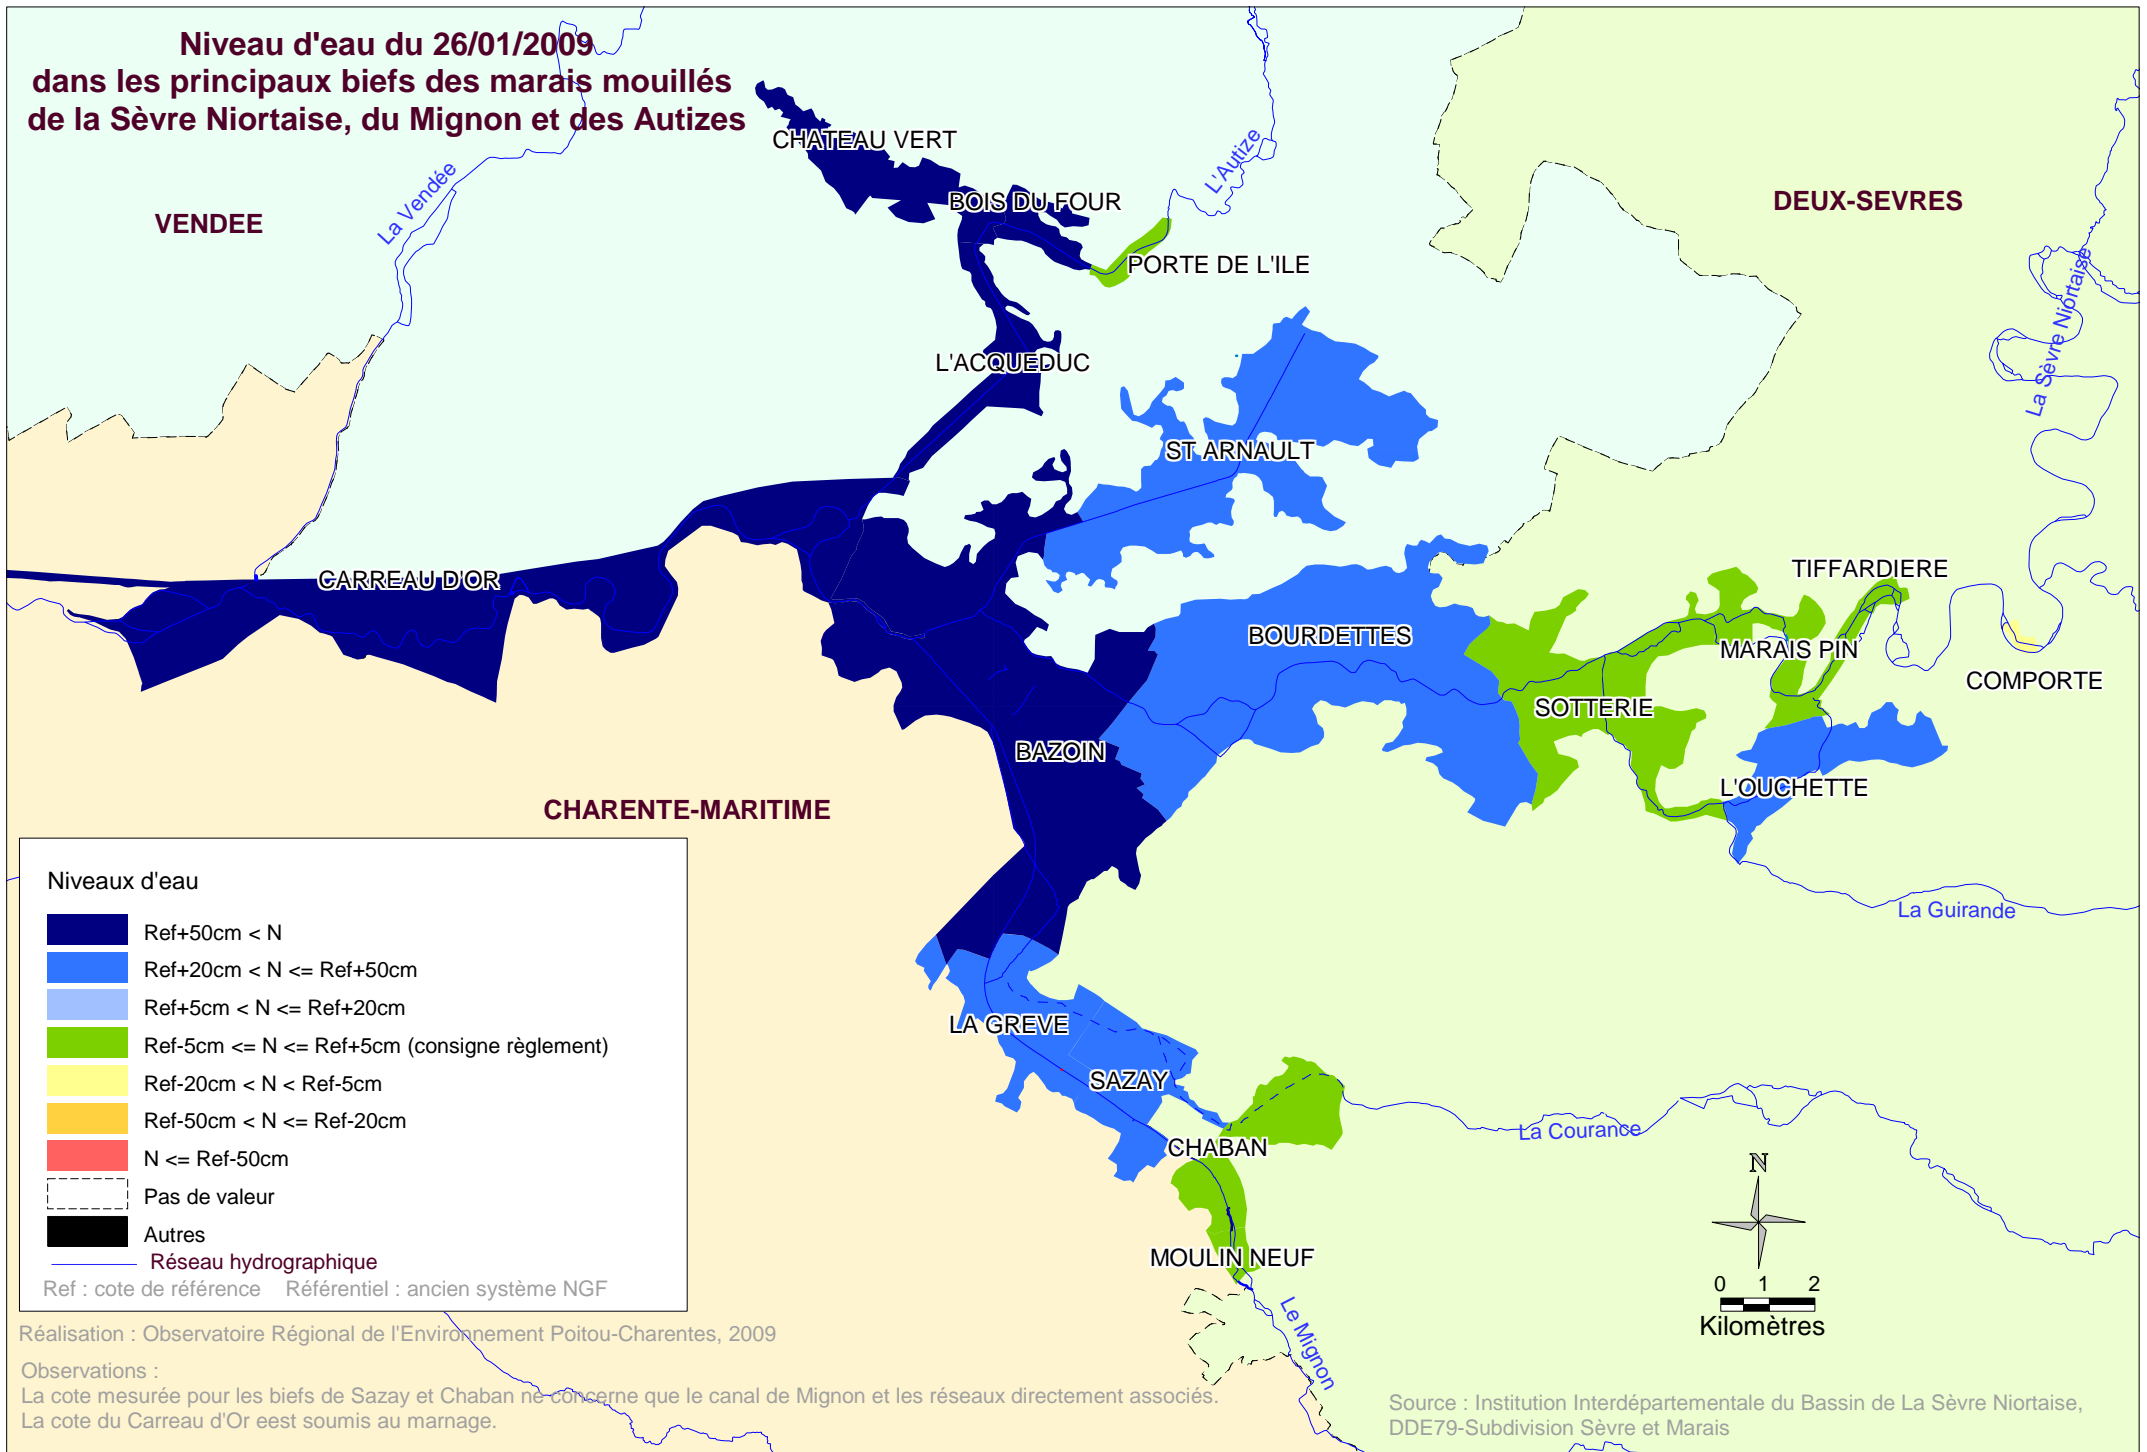 Niveau d'eau du 26/01/2009
dans les principaux biefs des marais mouillés
de la Sèvre Niortaise, du Mignon et des Autizes
CHATEAU VERT
La Vendée
VENDEE
BOIS DU FOUR
L'Autize
DEUX-SEVRES
PORTE DE L'ILE
La Sèvre Niortaise
L'ACQUEDUC
ST ARNAULT
CARREAU D'OR
TIFFARDIERE
BOURDETTES
MARAIS PIN
COMPORTE
SOTTERIE
BAZOIN
L'OUCHETTE
CHARENTE-MARITIME
La Guirande
LA GREVE
SAZAY
La Courance
CHABAN
MOULIN NEUF
Le Mignon
Niveaux d'eau
Ref+50cm < N
Ref+20cm < N <= Ref+50cm
Ref+5cm < N <= Ref+20cm
Ref-5cm <= N <= Ref+5cm (consigne règlement)
Ref-20cm < N < Ref-5cm
Ref-50cm < N <= Ref-20cm
N <= Ref-50cm
Pas de valeur
Autres
Réseau hydrographique
Ref : cote de référence Référentiel : ancien système NGF
N
0 1 2
Kilomètres
Réalisation : Observatoire Régional de l'Environnement Poitou-Charentes, 2009
Observations :
La cote mesurée pour les biefs de Sazay et Chaban ne concerne que le canal de Mignon et les réseaux directement associés.
La cote du Carreau d'Or eest soumis au marnage.
Source : Institution Interdépartementale du Bassin de La Sèvre Niortaise,
DDE79-Subdivision Sèvre et Marais